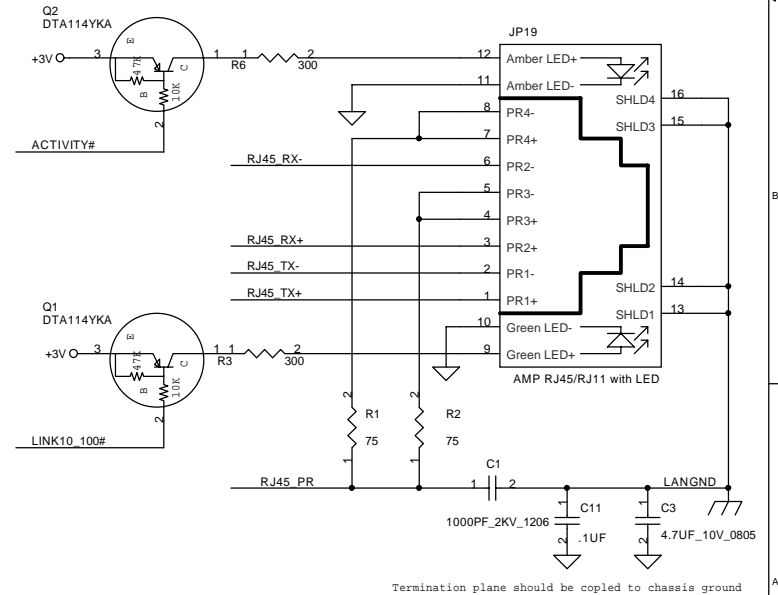 Q2
DTA114YKA
JP19
+3V
3
E
47K
B
C
10K
2
1
1
R6
2
300
12
Amber LED+
11
Amber LED-
8
PR4-
7
PR4+
6
PR2-
5
PR3-
4
PR3+
3
PR2+
2
PR1-
1
PR1+
10
Green LED-
9
Green LED+
SHLD4
16
SHLD3
15
SHLD2
14
SHLD1
13
AMP RJ45/RJ11 with LED
ACTIVITY#
RJ45_RX-
RJ45_RX+
RJ45_TX-
RJ45_TX+
B
Q1
DTA114YKA
+3V
3
E
47K
B
C
10K
2
1
1
R3
2
300
LINK10_100#
2
R1
75
1
2
R2
75
1
RJ45_PR
C1
1
2
1000PF_2KV_1206
LANGND
1
C11
2
.1UF
1
C3
2
4.7UF_10V_0805
A
Termination plane should be copled to chassis ground